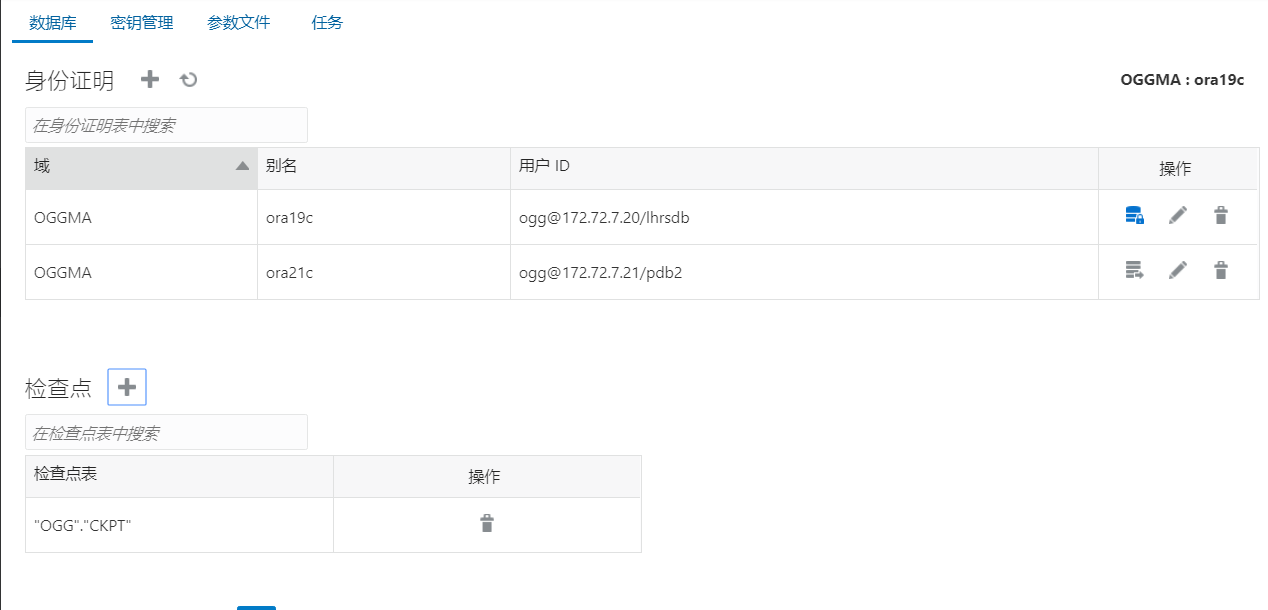 数据库 密钥管理 参数文件 任务
身份证明
OGGMA : ora19c
在身份证明表中搜索
域 别名 用户 ID 操作
OGGMA ora19c ogg@172.72.7.20/lhrsdb
OGGMA ora21c ogg@172.72.7.21/pdb2
检查点
在检查点表中搜索
检查点表 操作
"OGG"."CKPT"